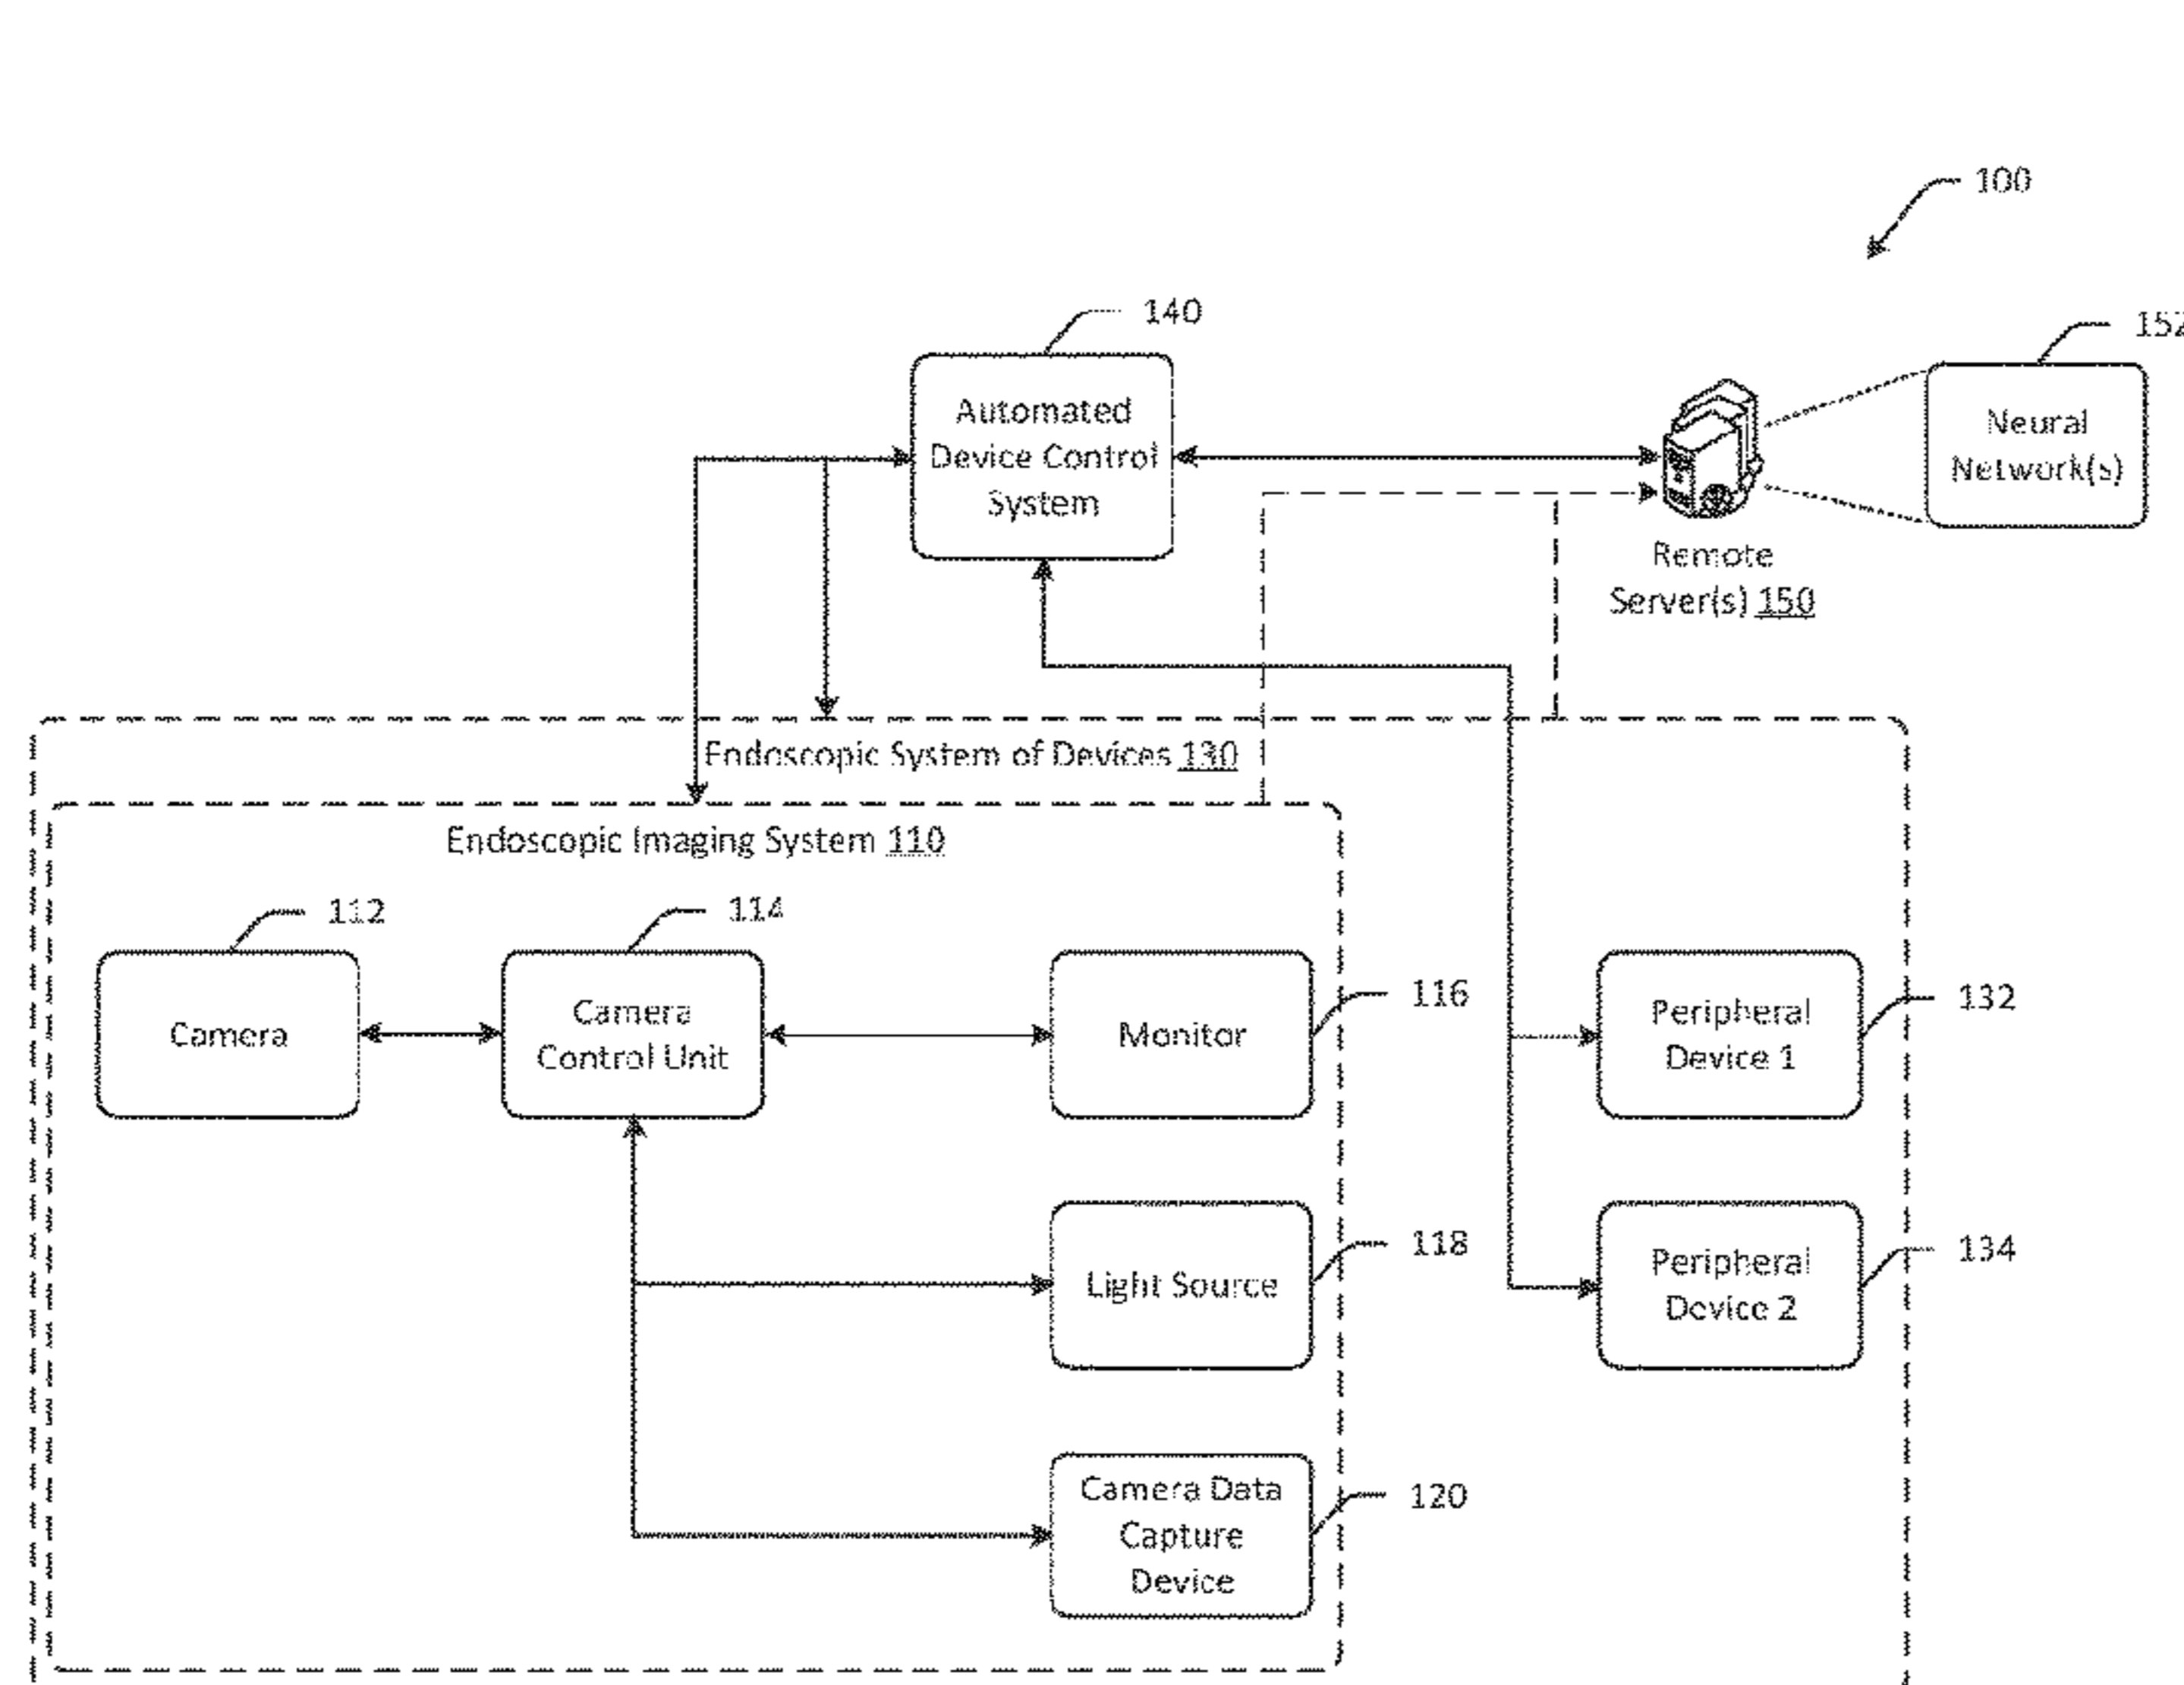 100
140
152
Automated
Device Control
System
Neural
Network(s)
Remote
Server(s) 150
Endoscopic System of Devices 130
Endoscopic Imaging System 110
112
114
Camera
Camera
Control Unit
Monitor
116
Peripheral
Device 1
132
Light Source
118
Peripheral
Device 2
134
Camera Data
Capture
Device
120